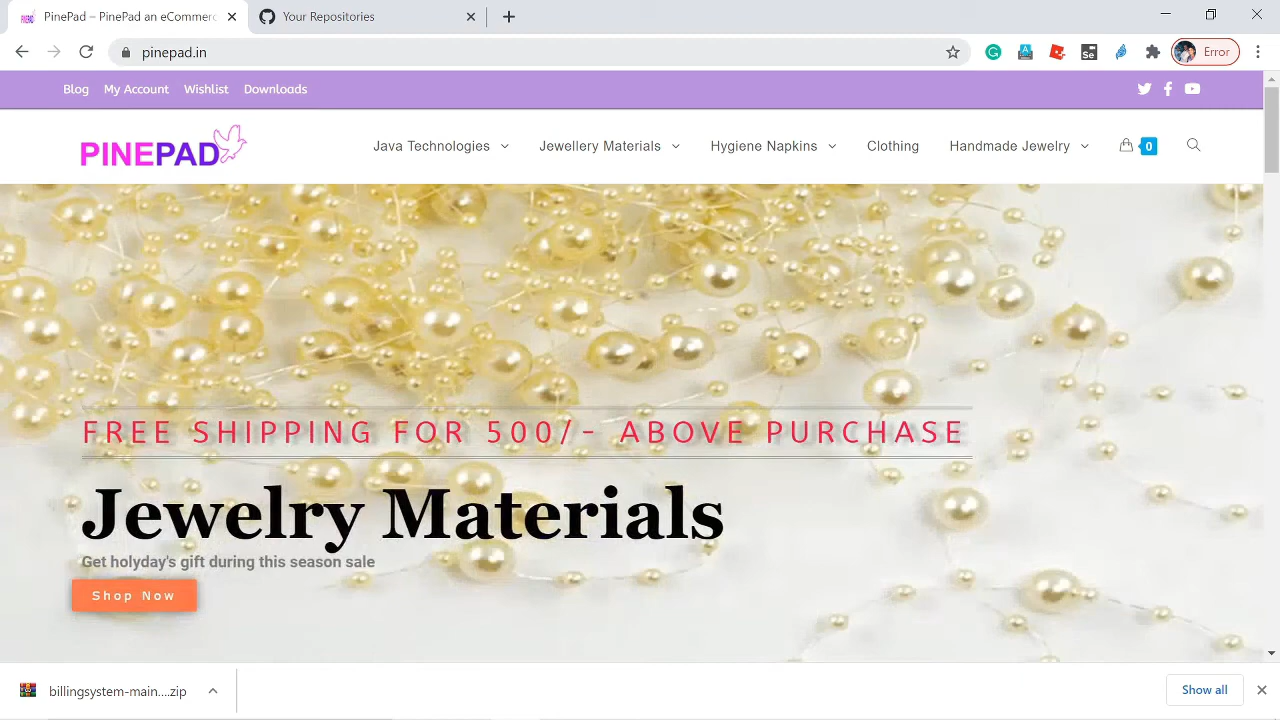 PinePad – PinePad an eCommerc
Your Repositories
pinepad.in
Error
Blog My Account Wishlist Downloads
PINEPAD
Java Technologies Jewellery Materials Hygiene Napkins Clothing Handmade Jewelry 0
FREE SHIPPING FOR 500/- ABOVE PURCHASE
Jewelry Materials
Get holyday's gift during this season sale
Shop Now
billingsystem-main....zip
Show all